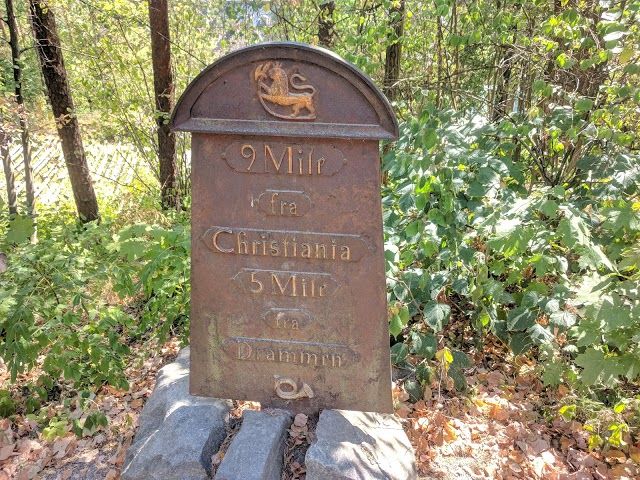 9 Mile
fra
Christiania
5 Mile
fra
Drammen